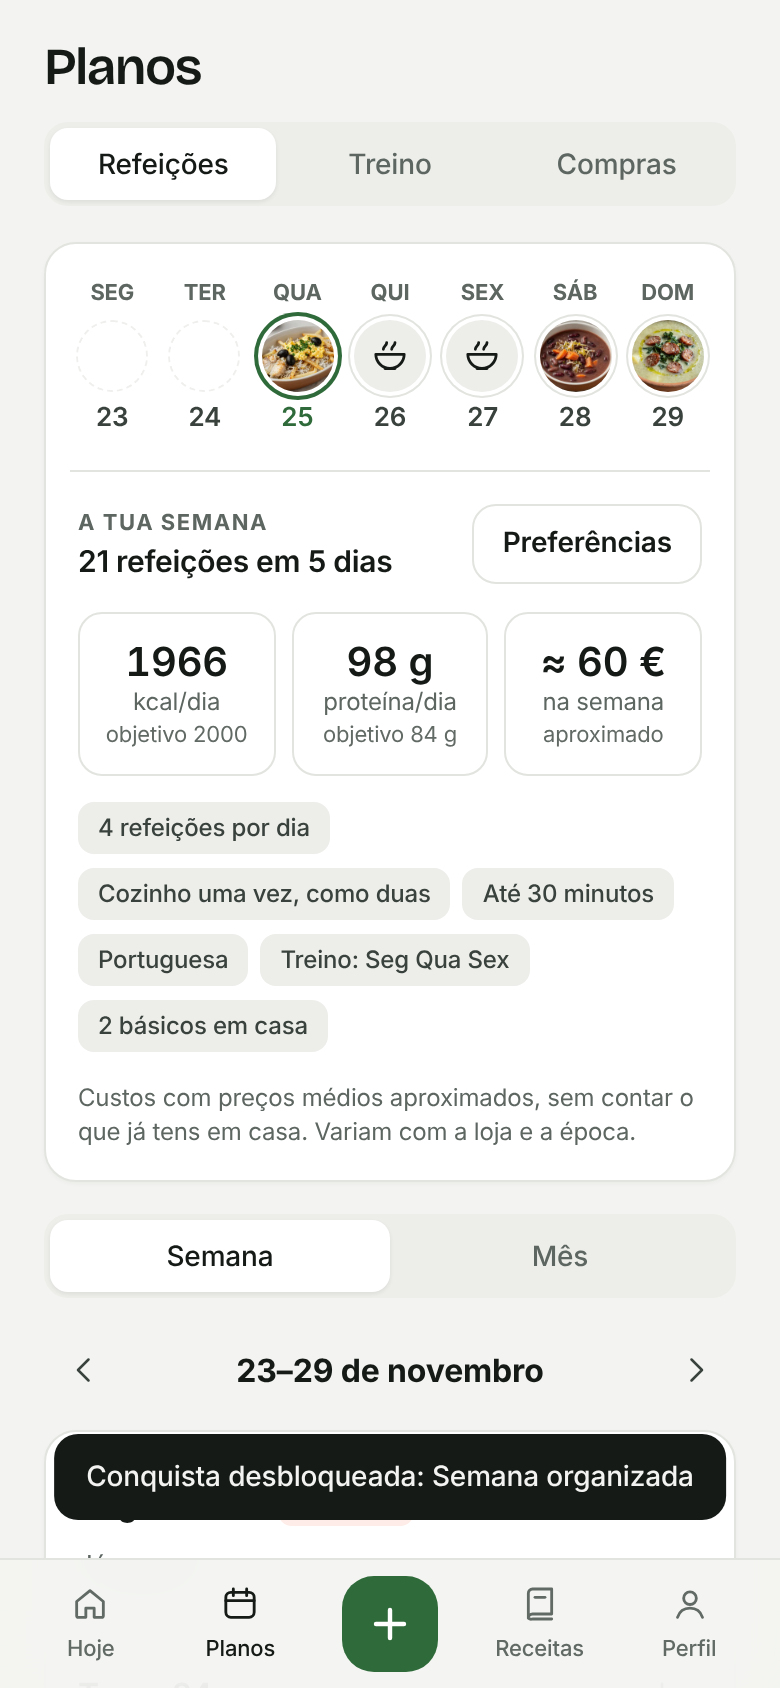 Planos
Refeições Treino Compras
SEG TER QUA QUI SEX SÁB DOM
23 24 25 26 27 28 29
A TUA SEMANA
21 refeições em 5 dias
Preferências
1966 98 g ≈ 60 €
kcal/dia proteína/dia na semana
objetivo 2000 objetivo 84 g aproximado
4 refeições por dia
Cozinho uma vez, como duas Até 30 minutos
Portuguesa Treino: Seg Qua Sex
2 básicos em casa
Custos com preços médios aproximados, sem contar o
que já tens em casa. Variam com a loja e a época.
Semana Mês
23–29 de novembro
Conquista desbloqueada: Semana organizada
Hoje Planos Receitas Perfil